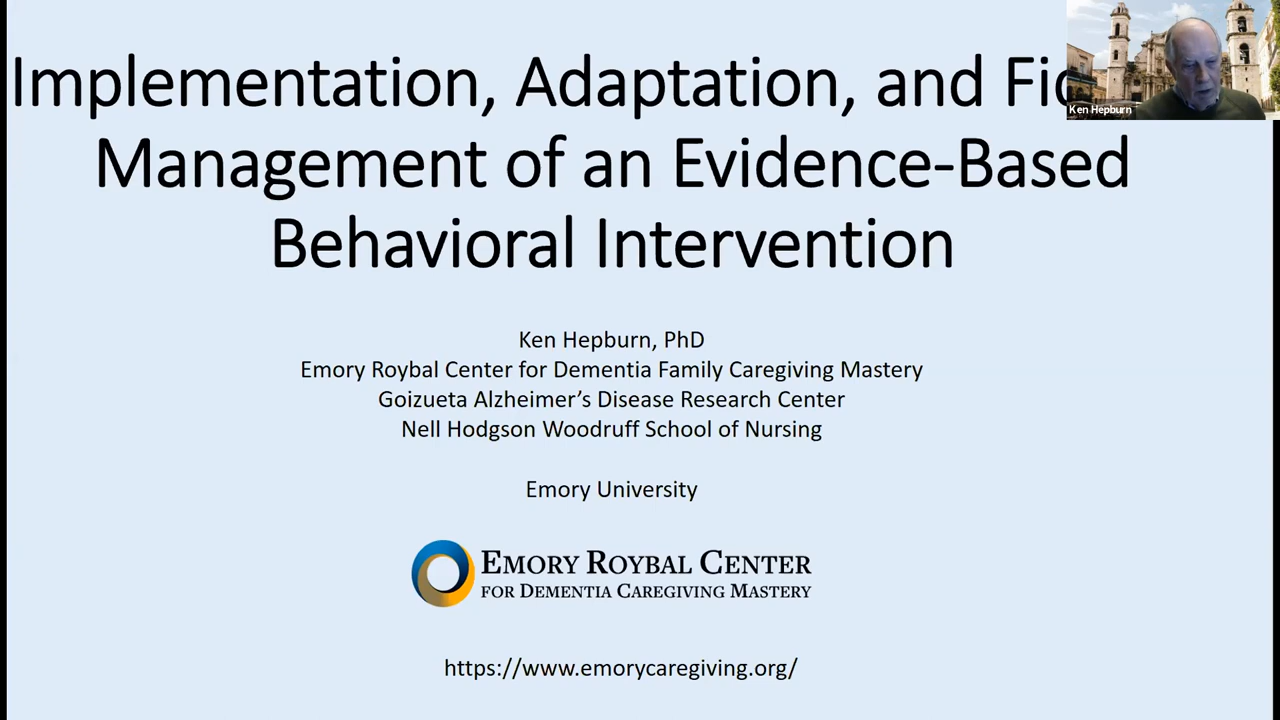 Implementation, Adaptation, and
Management of an Evidence-Based
Behavioral Intervention
Ken Hepburn
Ken Hepburn, PhD
Emory Roybal Center for Dementia Family Caregiving Mastery
Goizueta Alzheimer’s Disease Research Center
Nell Hodgson Woodruff School of Nursing
Emory University
EMORY ROYBAL CENTER
FOR DEMENTIA CAREGIVING MASTERY
https://www.emorycaregiving.org/